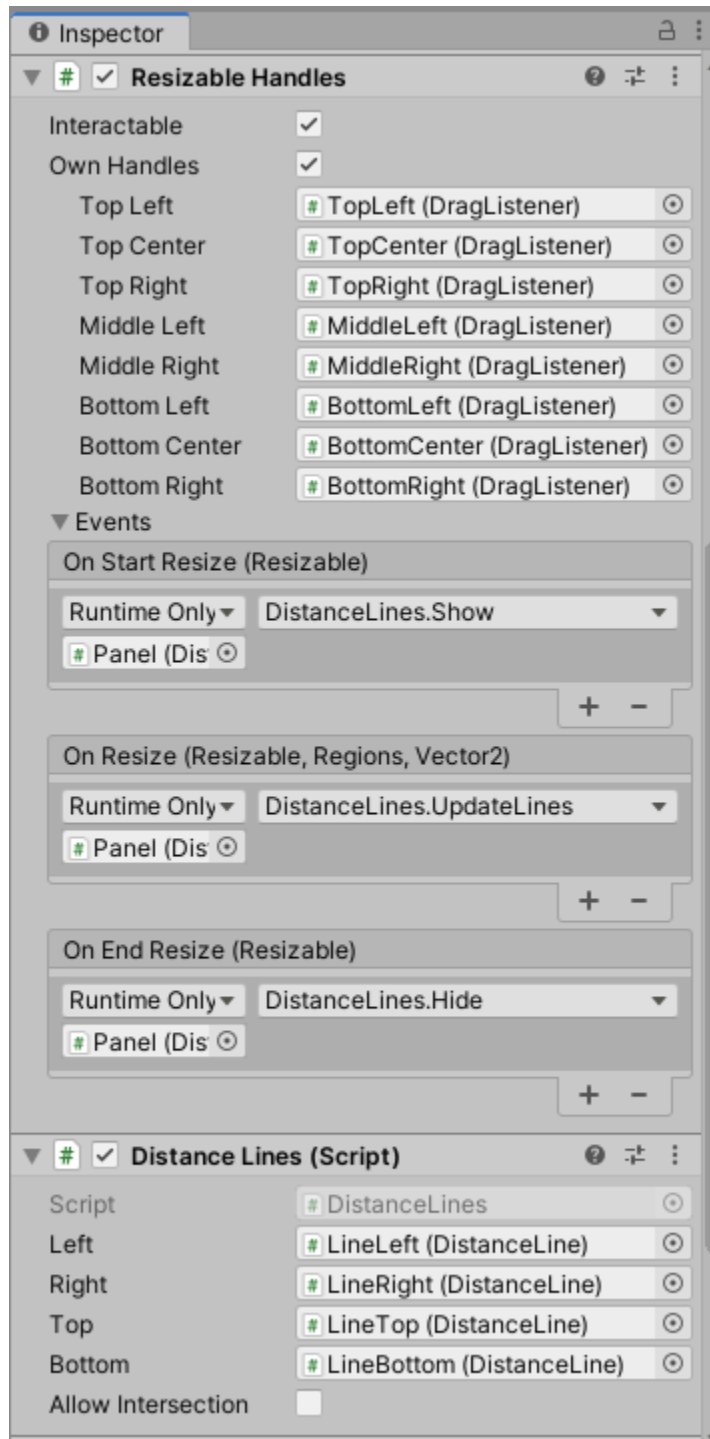 Inspector
# Resizable Handles
Interactable
Own Handles
Top Left # TopLeft (DragListener)
Top Center # TopCenter (DragListener)
Top Right # TopRight (DragListener)
Middle Left # MiddleLeft (DragListener)
Middle Right # MiddleRight (DragListener)
Bottom Left # BottomLeft (DragListener)
Bottom Center # BottomCenter (DragListener)
Bottom Right # BottomRight (DragListener)
Events
On Start Resize (Resizable)
Runtime Only DistanceLines.Show
# Panel (Dis
+ −
On Resize (Resizable, Regions, Vector2)
Runtime Only DistanceLines.UpdateLines
# Panel (Dis
+ −
On End Resize (Resizable)
Runtime Only DistanceLines.Hide
# Panel (Dis
+ −
# Distance Lines (Script)
Script # DistanceLines
Left # LineLeft (DistanceLine)
Right # LineRight (DistanceLine)
Top # LineTop (DistanceLine)
Bottom # LineBottom (DistanceLine)
Allow Intersection